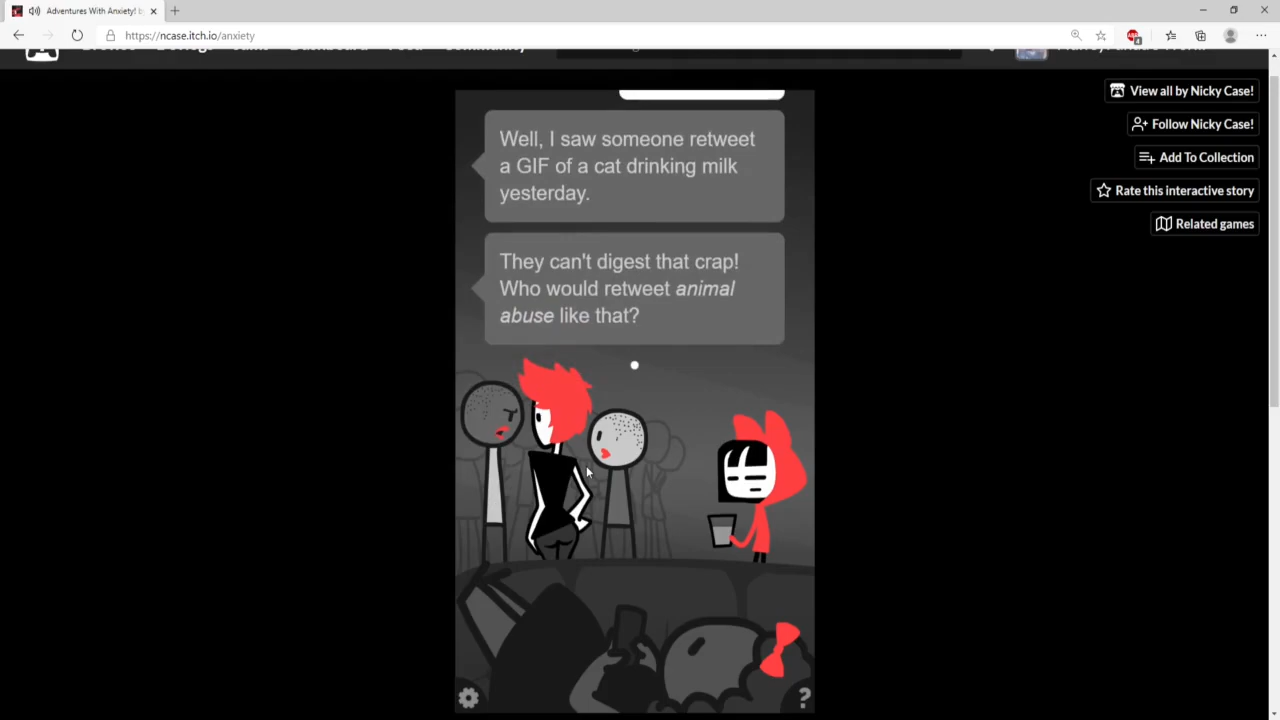 Adventures With Anxiety! b
https://ncase.itch.io/anxiety
View all by Nicky Case!
Follow Nicky Case!
Add To Collection
Rate this interactive story
Related games
Well, I saw someone retweet
a GIF of a cat drinking milk
yesterday.
They can't digest that crap!
Who would retweet animal
abuse like that?
?